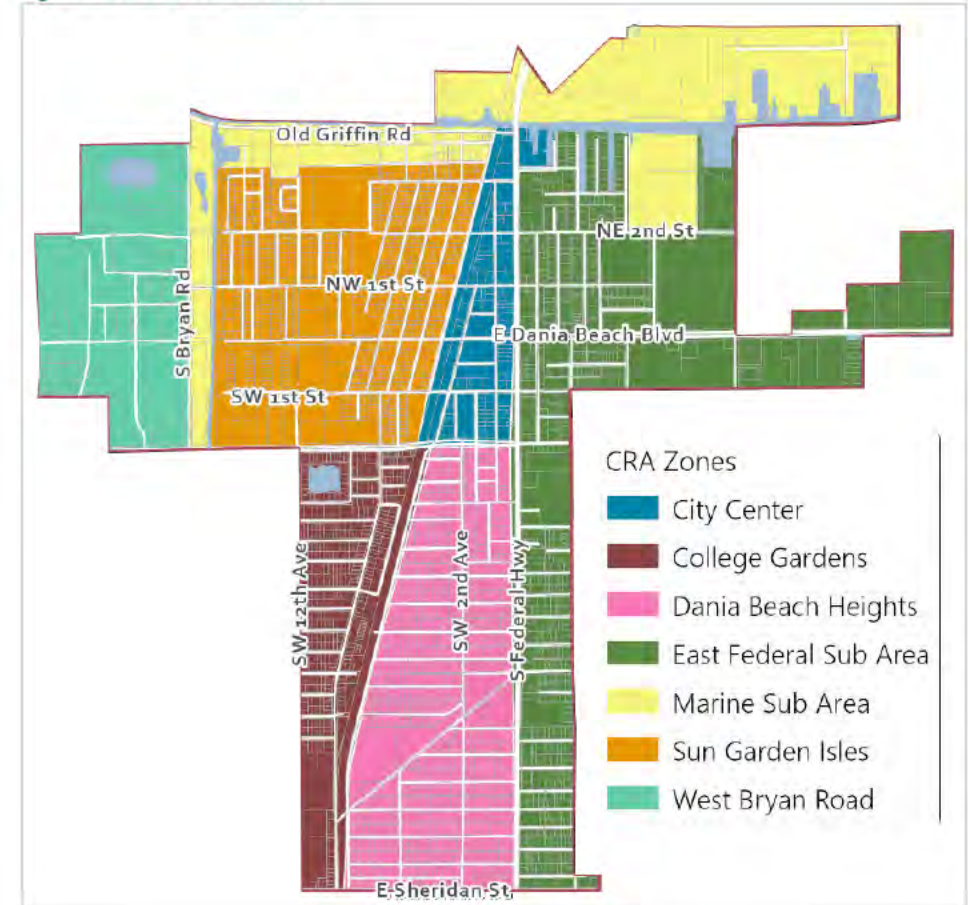 Old Griffin Rd
NE 2nd St
NW 1st St
S Bryan Rd
E Dania Beach Blvd
SW 1st St
SW 12th Ave
SW 2nd Ave
S Federal Hwy
E Sheridan St
CRA Zones
City Center
College Gardens
Dania Beach Heights
East Federal Sub Area
Marine Sub Area
Sun Garden Isles
West Bryan Road